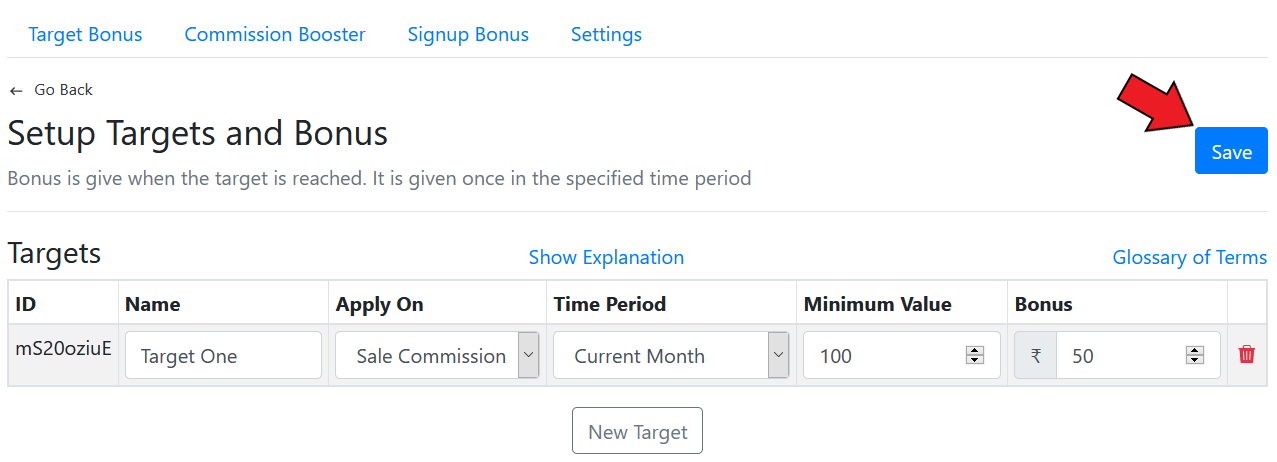 Target Bonus Commission Booster Signup Bonus Settings
← Go Back
Setup Targets and Bonus
Save
Bonus is give when the target is reached. It is given once in the specified time period
Targets Show Explanation Glossary of Terms
ID Name Apply On Time Period Minimum Value Bonus
mS20oziuE Target One Sale Commission Current Month 100 ₹ 50
New Target